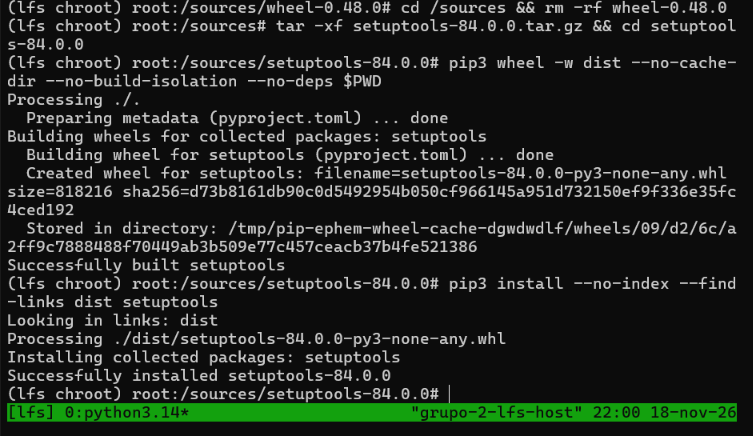 (lfs chroot) root:/sources/wheel-0.48.0# cd /sources && rm -rf wheel-0.48.0
(lfs chroot) root:/sources# tar -xf setuptools-84.0.0.tar.gz && cd setuptool
s-84.0.0
(lfs chroot) root:/sources/setuptools-84.0.0# pip3 wheel -w dist --no-cache-
dir --no-build-isolation --no-deps $PWD
Processing ./.
  Preparing metadata (pyproject.toml) ... done
Building wheels for collected packages: setuptools
  Building wheel for setuptools (pyproject.toml) ... done
  Created wheel for setuptools: filename=setuptools-84.0.0-py3-none-any.whl
size=818216 sha256=d73b8161db90c0d5492954b050cf966145a951d732150ef9f336e35fc
4ced192
  Stored in directory: /tmp/pip-ephem-wheel-cache-dgwdwdlf/wheels/09/d2/6c/a
2ff9c7888488f70449ab3b509e77c457ceacb37b4fe521386
Successfully built setuptools
(lfs chroot) root:/sources/setuptools-84.0.0# pip3 install --no-index --find
-links dist setuptools
Looking in links: dist
Processing ./dist/setuptools-84.0.0-py3-none-any.whl
Installing collected packages: setuptools
Successfully installed setuptools-84.0.0
(lfs chroot) root:/sources/setuptools-84.0.0#
[lfs] 0:python3.14* "grupo-2-lfs-host" 22:00 18-nov-26